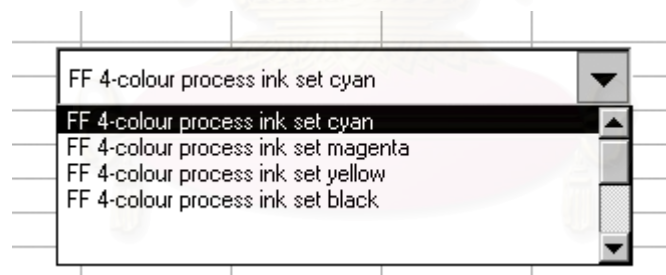 FF 4-colour process ink set cyan
FF 4-colour process ink set cyan
FF 4-colour process ink set magenta
FF 4-colour process ink set yellow
FF 4-colour process ink set black